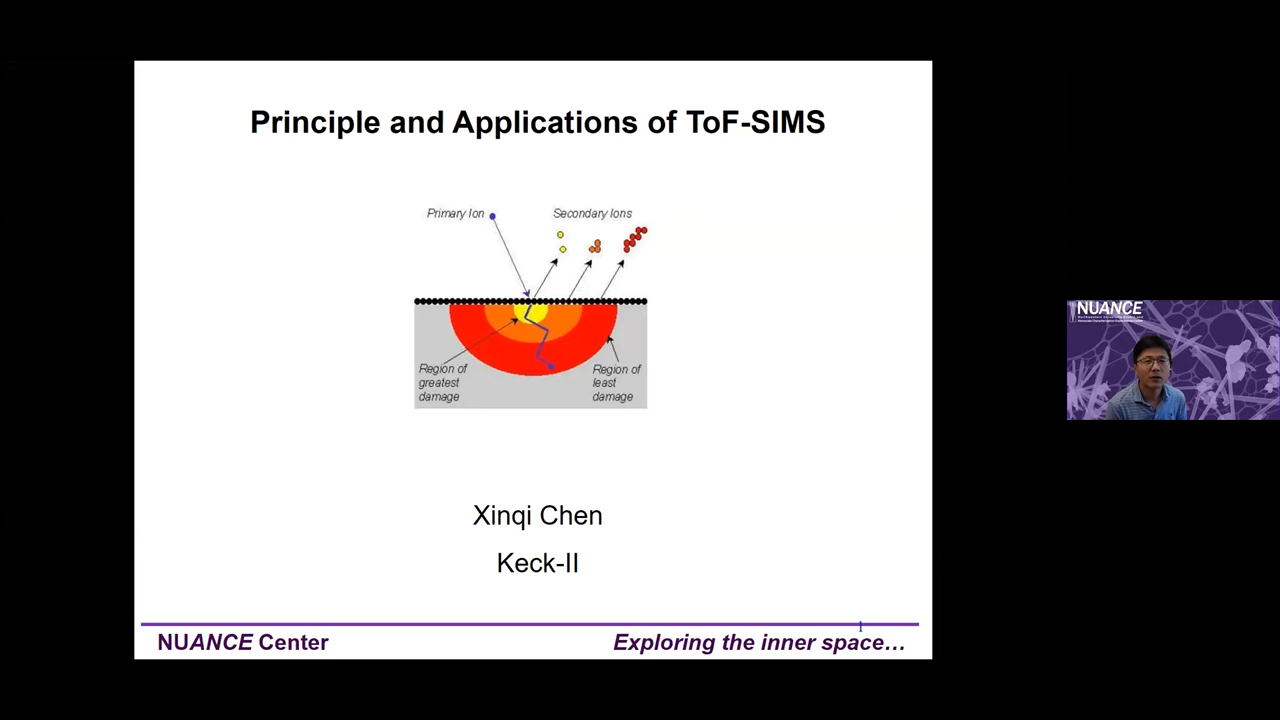 Principle and Applications of ToF-SIMS
Primary Ion
Secondary Ions
Region of
greatest
damage
Region of
least
damage
Xinqi Chen
Keck-II
1
NUANCE Center
Exploring the inner space…
NUANCE